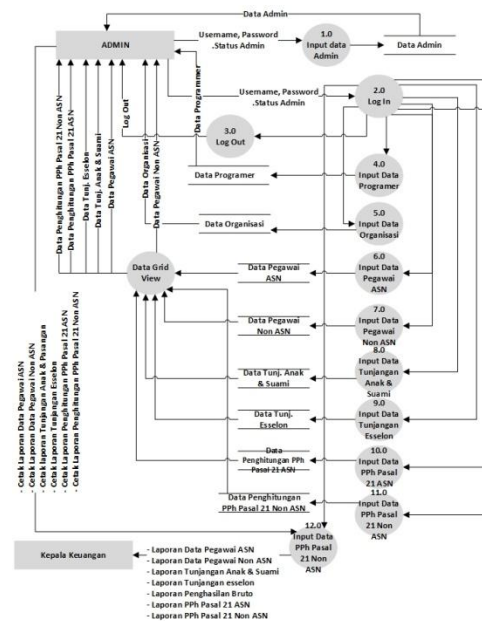 Data Admin
ADMIN
Username, Password
.Status Admin
1.0
Input data
Admin
Data Admin
Username, Password
.Status Admin
2.0
Log In
Log Out
3.0
Log Out
Data Programer
Data Programer
4.0
Input Data
Programer
Data Penghitungan PPh Pasal 21 Non ASN
Data Penghitungan PPh Pasal 21 ASN
Data Tunj. Esselon
Data Tunj. Anak & Suami
Data Pegawai ASN
Data Organisasi
Data Pegawai Non ASN
Data Organisasi
5.0
Input Data
Organisasi
Data Grid
View
Data Pegawai
ASN
6.0
Input Data
Pegawai
ASN
Data Pegawai
Non ASN
7.0
Input Data
Pegawai
Non ASN
Data Tunj. Anak
& Suami
8.0
Input Data
Tunjangan
Anak &
Suami
Data Tunj.
Esselon
9.0
Input Data
Tunjangan
Esselon
Data
Penghitungan PPh
Pasal 21 ASN
10.0
Input Data
PPh Pasal
21 ASN
Data Penghitungan
PPh Pasal 21 Non ASN
11.0
Input Data
PPh Pasal
21 Non
ASN
- Cetak Laporan Data Pegawai ASN
- Cetak Laporan Data Pegawai Non ASN
- Cetak Laporan Tunjangan Anak & Pasangan
- Cetak Laporan Tunjangan Esselon
- Cetak Laporan Penghitungan PPh Pasal 21 ASN
- Cetak Laporan Penghitungan PPh Pasal 21 Non ASN
12.0
Input Data
PPh Pasal
21 Non
ASN
Kepala Keuangan
- Laporan Data Pegawai ASN
- Laporan Data Pegawai Non ASN
- Laporan Tunjangan Anak & Suami
- Laporan Tunjangan esselon
- Laporan Penghasilan Bruto
- Laporan PPh Pasal 21 ASN
- Laporan PPh Pasal 21 Non ASN